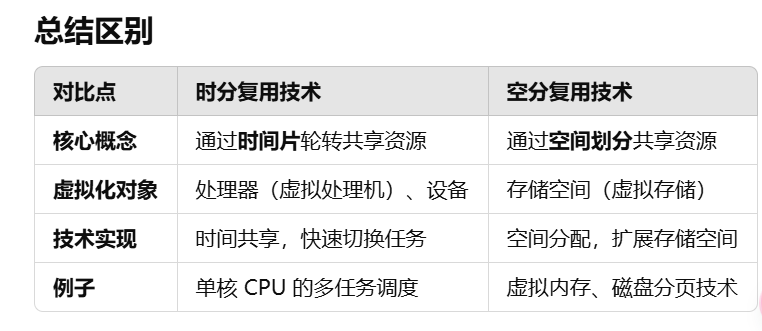 总结区别
对比点 时分复用技术 空分复用技术
核心概念 通过时间片轮转共享资源 通过空间划分共享资源
虚拟化对象 处理器（虚拟处理机）、设备 存储空间（虚拟存储）
技术实现 时间共享，快速切换任务 空间分配，扩展存储空间
例子 单核 CPU 的多任务调度 虚拟内存、磁盘分页技术